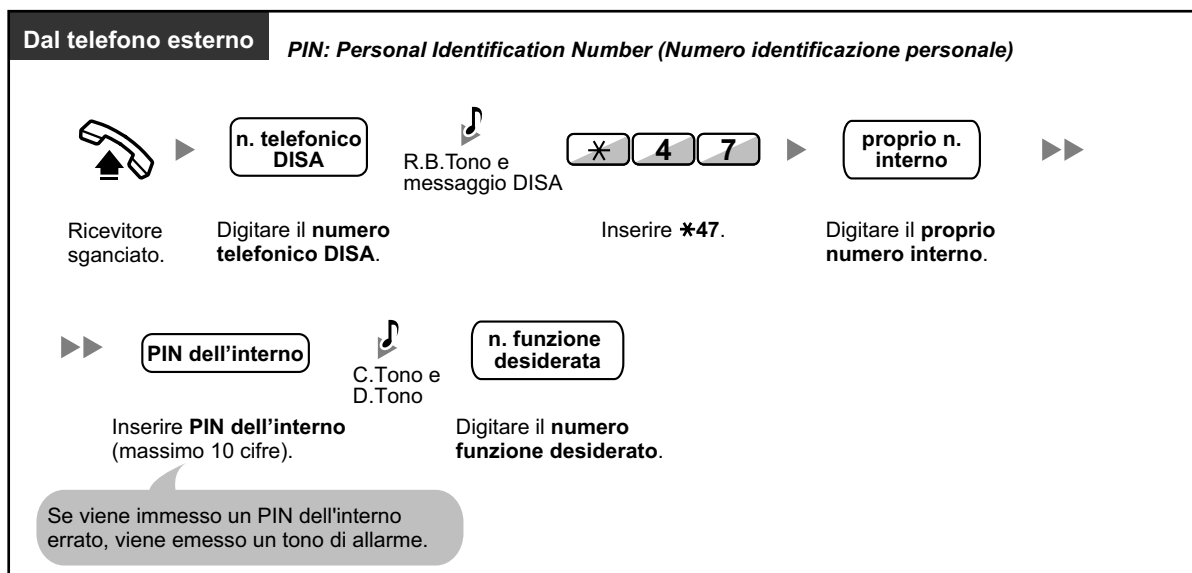 Dal telefono esterno
PIN: Personal Identification Number (Numero identificazione personale)
n. telefonico
DISA
R.B.Tono e
messaggio DISA
✳ 4 7
proprio n.
interno
Ricevitore
sganciato.
Digitare il numero
telefonico DISA.
Inserire ✳47.
Digitare il proprio
numero interno.
PIN dell’interno
C.Tono e
D.Tono
n. funzione
desiderata
Inserire PIN dell’interno
(massimo 10 cifre).
Digitare il numero
funzione desiderato.
Se viene immesso un PIN dell'interno
errato, viene emesso un tono di allarme.